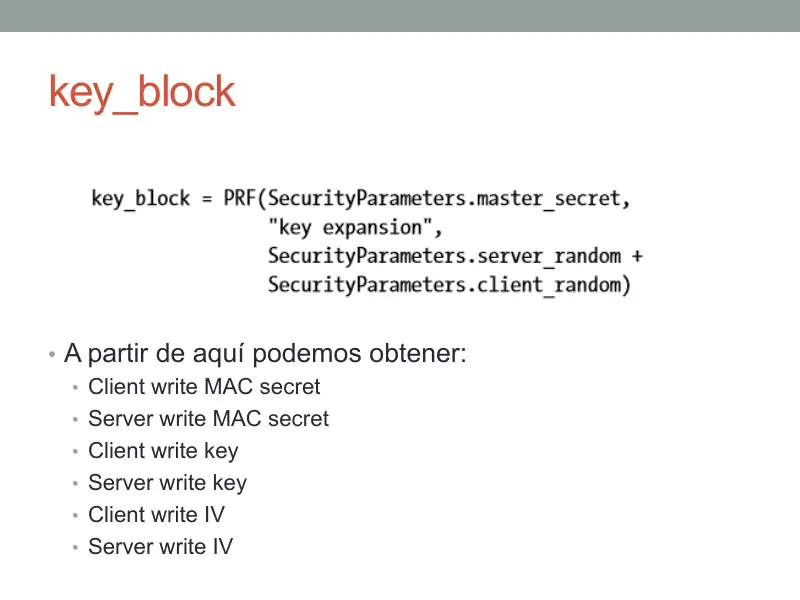 key_block
key_block = PRF(SecurityParameters.master_secret,
"key expansion",
SecurityParameters.server_random +
SecurityParameters.client_random)
• A partir de aquí podemos obtener:
• Client write MAC secret
• Server write MAC secret
• Client write key
• Server write key
• Client write IV
• Server write IV